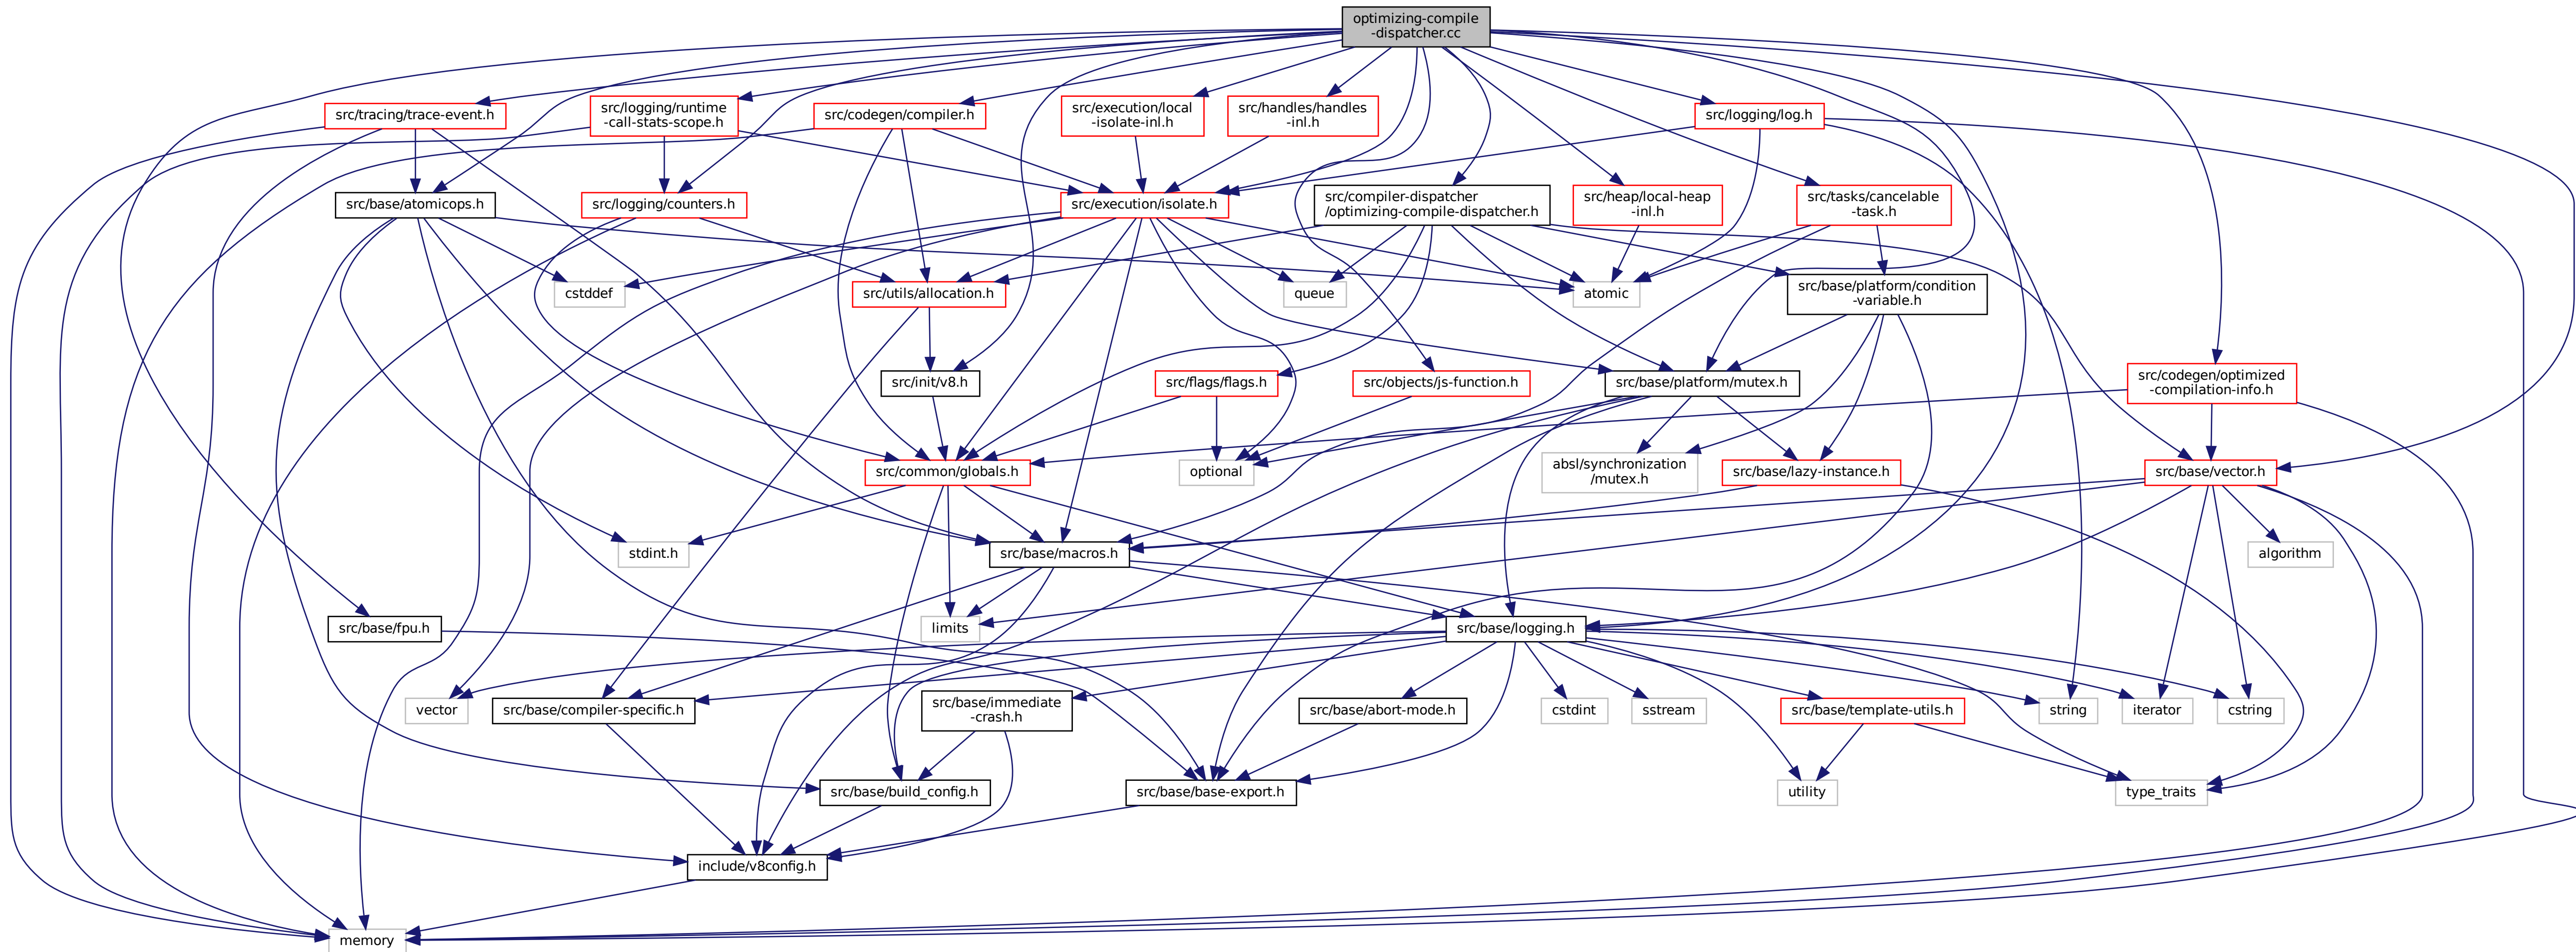 optimizing-compile
-dispatcher.cc
src/tracing/trace-event.h
src/logging/runtime
-call-stats-scope.h
src/codegen/compiler.h
src/execution/local
-isolate-inl.h
src/handles/handles
-inl.h
src/logging/log.h
src/base/atomicops.h
src/logging/counters.h
src/execution/isolate.h
src/compiler-dispatcher
/optimizing-compile-dispatcher.h
src/heap/local-heap
-inl.h
src/tasks/cancelable
-task.h
cstddef
src/utils/allocation.h
queue
atomic
src/base/platform/condition
-variable.h
src/init/v8.h
src/flags/flags.h
src/objects/js-function.h
src/base/platform/mutex.h
src/codegen/optimized
-compilation-info.h
src/common/globals.h
optional
absl/synchronization
/mutex.h
src/base/lazy-instance.h
src/base/vector.h
stdint.h
src/base/macros.h
algorithm
src/base/fpu.h
limits
src/base/logging.h
vector
src/base/compiler-specific.h
src/base/immediate
-crash.h
src/base/abort-mode.h
cstdint
sstream
src/base/template-utils.h
string
iterator
cstring
src/base/build_config.h
src/base/base-export.h
utility
type_traits
include/v8config.h
memory